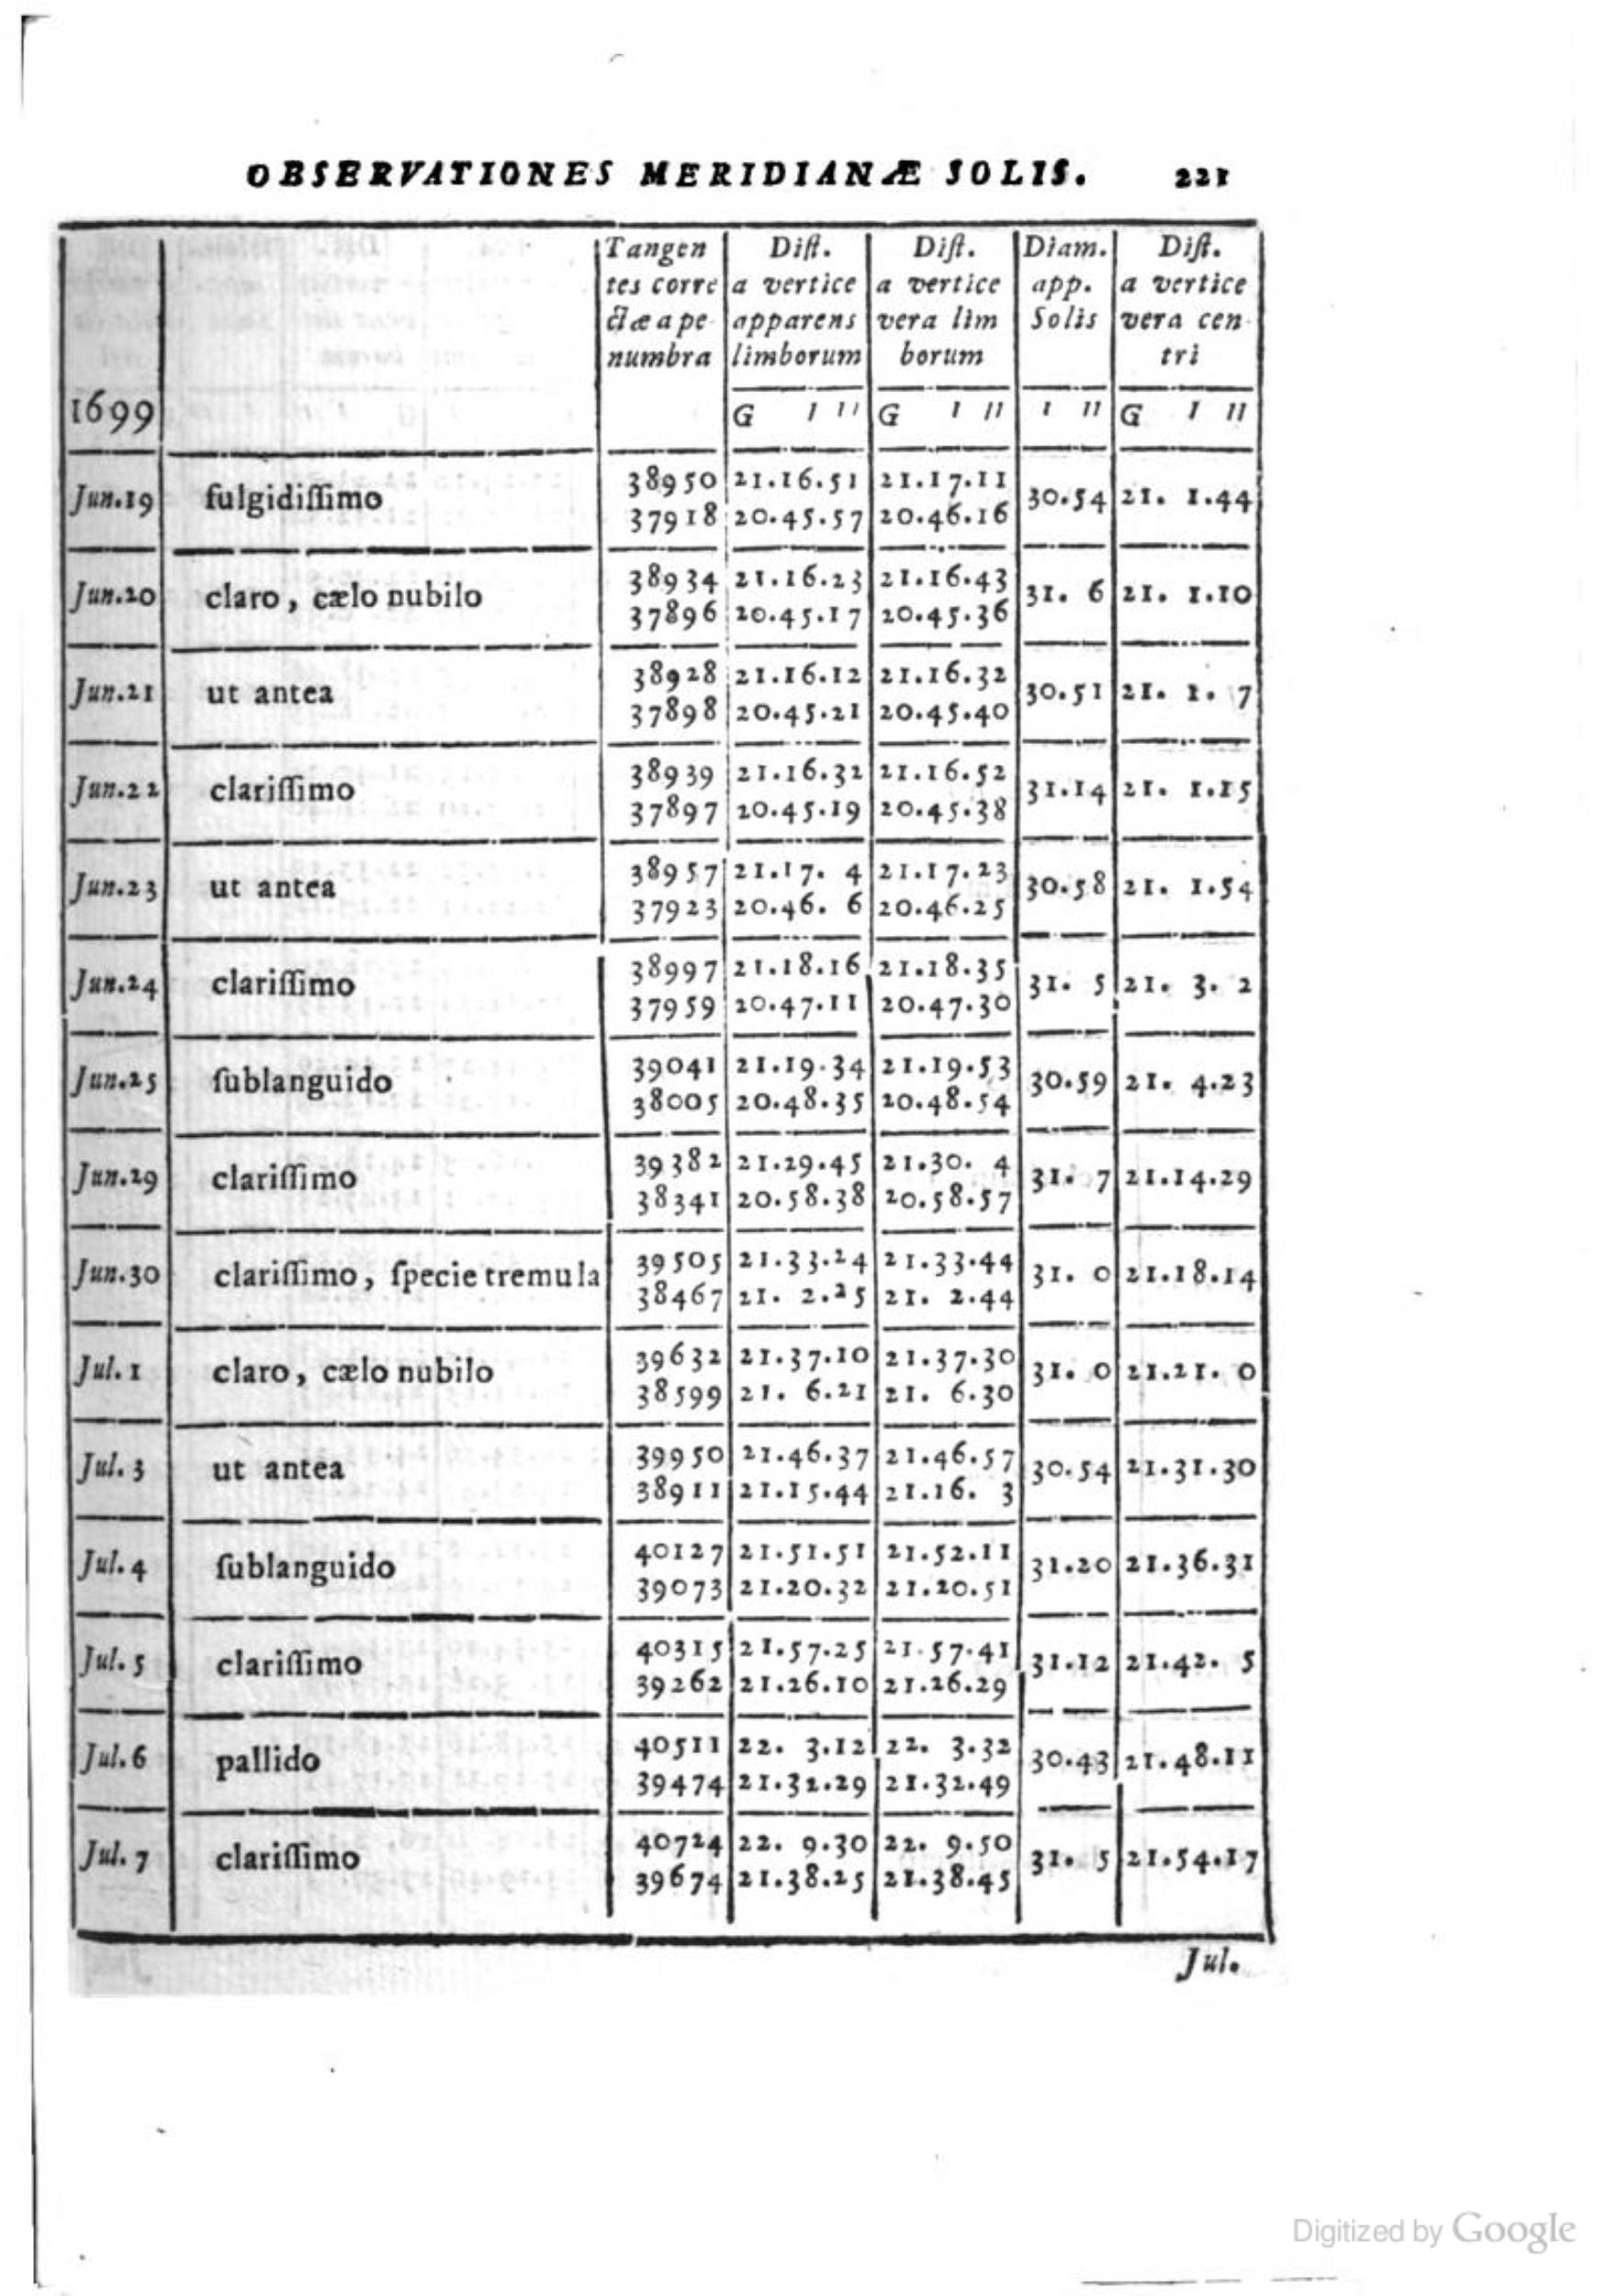 OBSERVATIONES MERIDIANÆ SOLIS. 221
1699 | Tangen | Dist. | Dist. | Diam. | Dist.
tes corre | a vertice | a vertice | app. | a vertice
ctæ a pe | apparens | vera lim | Solis | vera cen
numbra | limborum | borum | tri
G I II | G I II | I II | G I II
Jun.19 fulgidissimo 38950 21.16.51 21.17.11 30.54 21. 1.44
37918 20.45.57 20.46.16
Jun.20 claro, cælo nubilo 38934 21.16.23 21.16.43 31. 6 21. 1.10
37896 20.45.17 20.45.36
Jun.21 ut antea 38928 21.16.12 21.16.32 30.51 21. 1. 7
37898 20.45.21 20.45.40
Jun.22 clarissimo 38939 21.16.32 21.16.52 31.14 21. 1.15
37897 20.45.19 20.45.38
Jun.23 ut antea 38957 21.17. 4 21.17.23 30.58 21. 1.54
37923 20.46. 6 20.46.25
Jun.24 clarissimo 38997 21.18.16 21.18.35 31. 5 21. 3. 2
37959 20.47.11 20.47.30
Jun.25 sublanguido 39041 21.19.34 21.19.53 30.59 21. 4.23
38005 20.48.35 20.48.54
Jun.29 clarissimo 39382 21.29.45 21.30. 4 31. 7 21.14.29
38341 20.58.38 20.58.57
Jun.30 clarissimo, specie tremula 39505 21.33.24 21.33.44 31. 0 21.18.14
38467 21. 2.25 21. 2.44
Jul. 1 claro, cælo nubilo 39632 21.37.10 21.37.30 31. 0 21.21. 0
38599 21. 6.21 21. 6.30
Jul. 3 ut antea 39950 21.46.37 21.46.57 30.54 21.31.30
38911 21.15.44 21.16. 3
Jul. 4 sublanguido 40127 21.51.51 21.52.11 31.20 21.36.31
39073 21.20.32 21.20.51
Jul. 5 clarissimo 40315 21.57.25 21.57.41 31.12 21.42. 5
39262 21.26.10 21.26.29
Jul. 6 pallido 40511 22. 3.12 22. 3.32 30.43 21.48.11
39474 21.32.29 21.32.49
Jul. 7 clarissimo 40724 22. 9.30 22. 9.50 31. 5 21.54.17
39674 21.38.25 21.38.45
Jul.
Digitized by Google